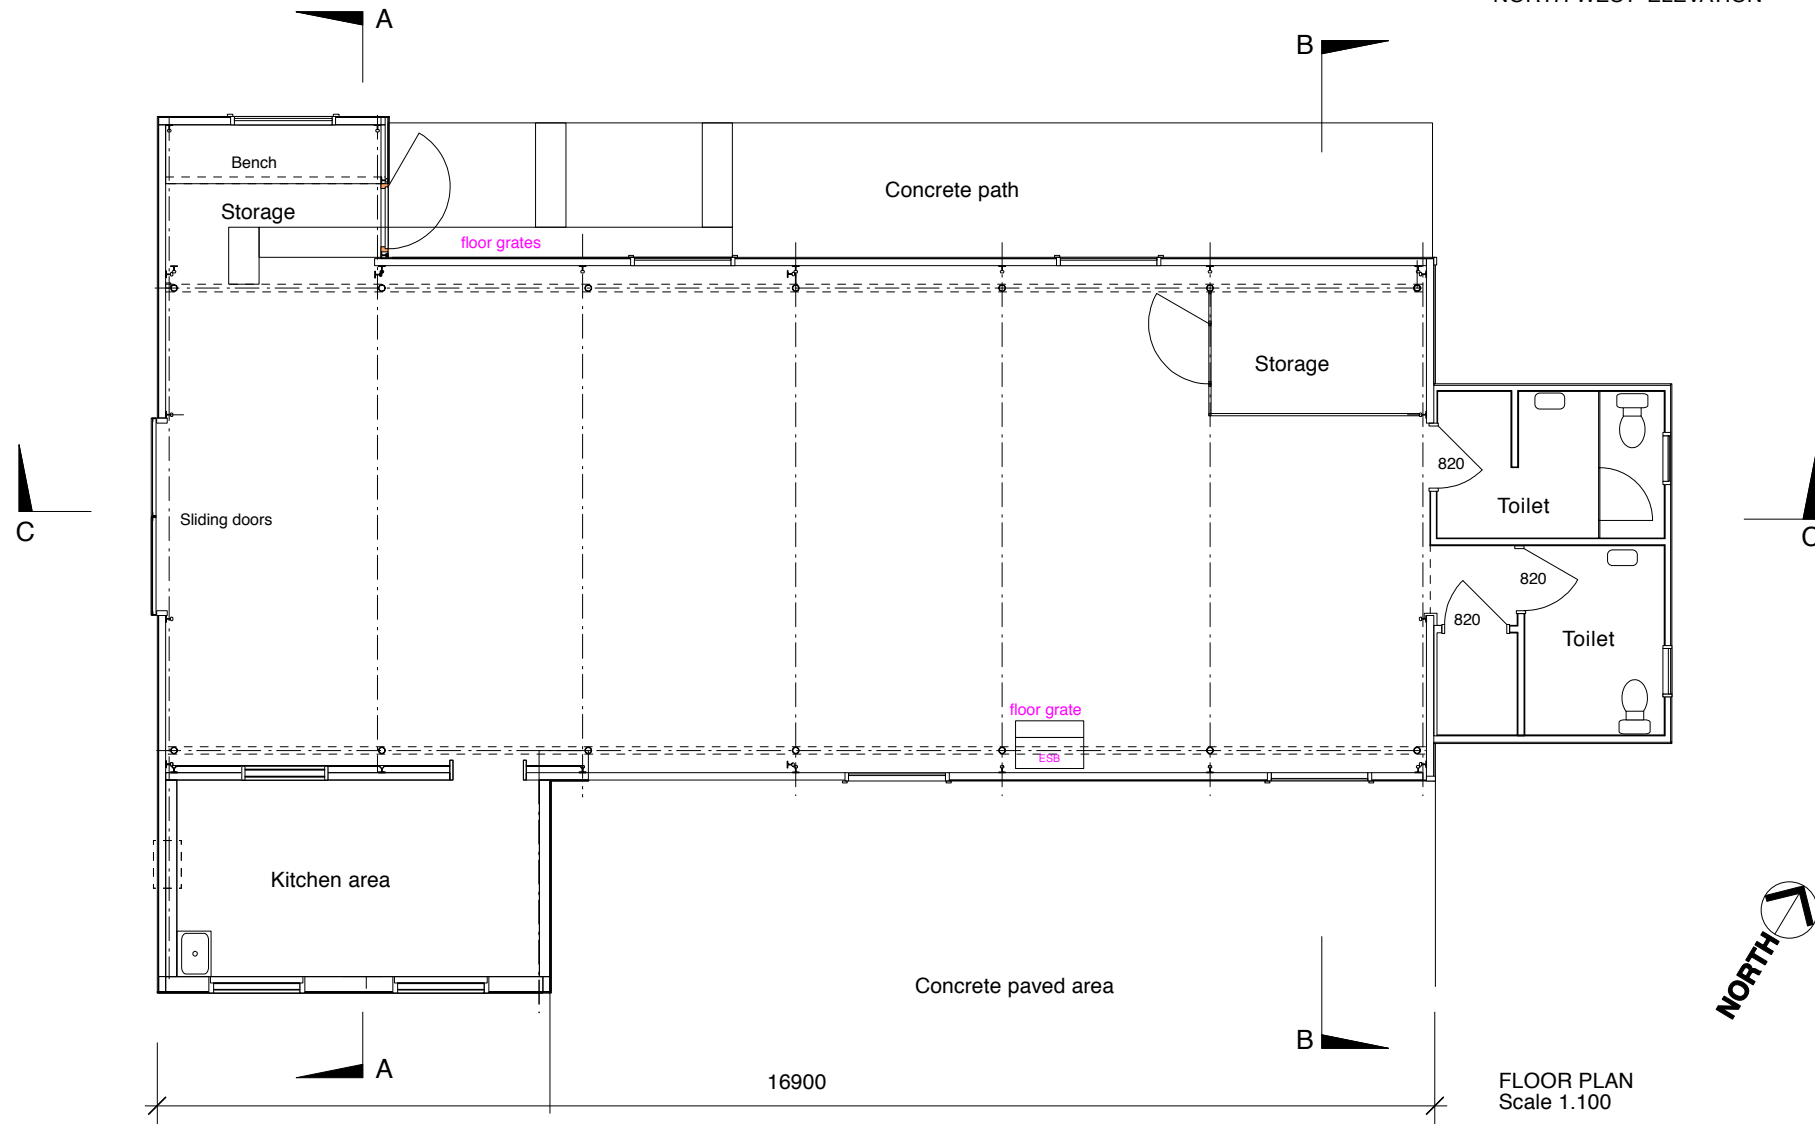 NORTH WEST ELEVATION
A
B
Bench
Concrete path
Storage
floor grates
Storage
820
Toilet
Sliding doors
C
C
820
820
Toilet
floor grate
ESB
Kitchen area
NORTH
Concrete paved area
B
A
16900
FLOOR PLAN
Scale 1.100